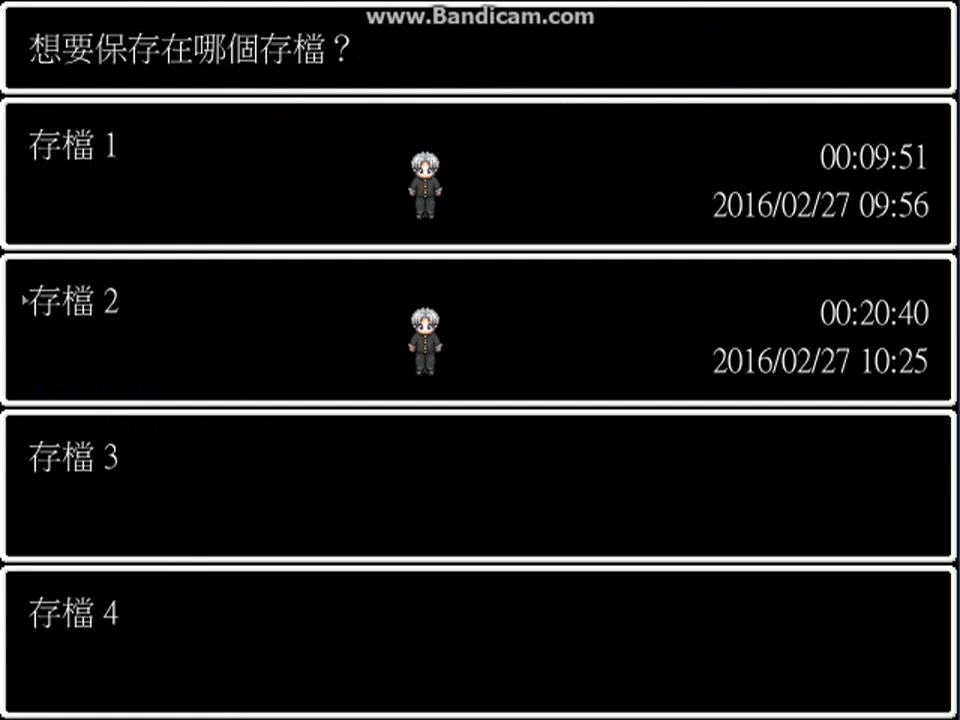 www.Bandicam.com
想要保存在哪個存檔？
存檔 1
00:09:51
2016/02/27 09:56
存檔 2
00:20:40
2016/02/27 10:25
存檔 3
存檔 4